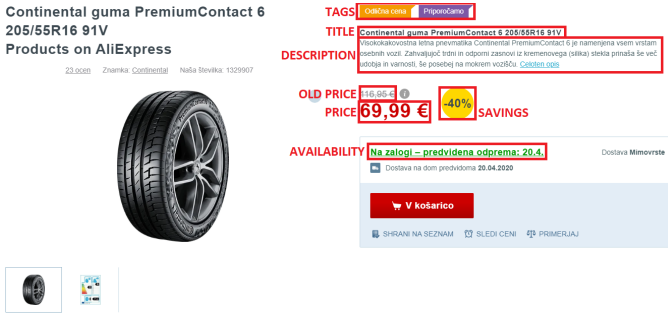 Continental guma PremiumContact 6
205/55R16 91V
Products on AliExpress
23 ocen Znamka: Continental Naša številka: 1329907
TAGS Odlična cena Priporočamo
TITLE Continental guma PremiumContact 6 205/55R16 91V
Visokokakovostna letna pnevmatika Continental PremiumContact 6 je namenjena vsem vrstam
DESCRIPTION osebnih vozil. Zahvaljujoč trdni in odporni zasnovi iz kremenovega (silika) stekla prinaša še več
udobja in varnosti, še posebej na mokrem vozišču. Celoten opis
OLD PRICE 116,95 € i
PRICE 69,99 € -40% SAVINGS
AVAILABILITY Na zalogi – predvidena odprema: 20.4. Dostava Mimovrste
Dostava na dom predvidoma 20.04.2020
V košarico
SHRANI NA SEZNAM SLEDI CENI PRIMERJAJ